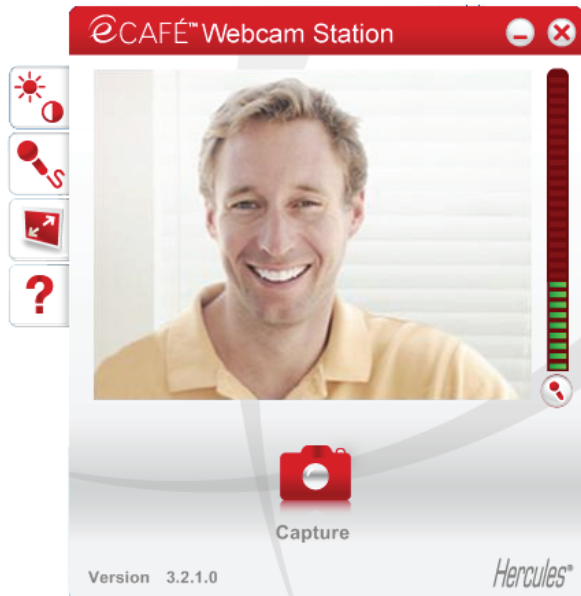 eCAFÉ™ Webcam Station
?
Capture
Version 3.2.1.0
Hercules®